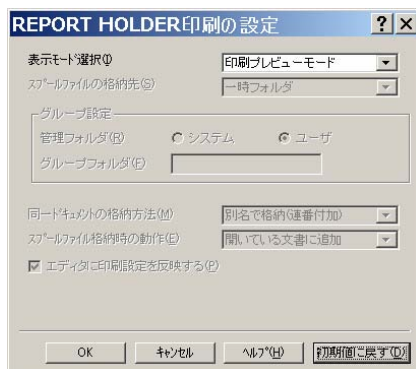 REPORT HOLDER印刷の設定
表示モード選択(I) 印刷プレビューモード
スプールファイルの格納先(S) 一時フォルダ
グループ設定
管理フォルダ(R) システム ユーザ
グループフォルダ(F)
同一ドキュメントの格納方法(M) 別名で格納(連番付加)
スプールファイル格納時の動作(E) 開いている文書に追加
エディタに印刷設定を反映する(P)
OK キャンセル ヘルプ(H) 初期値に戻す(D)